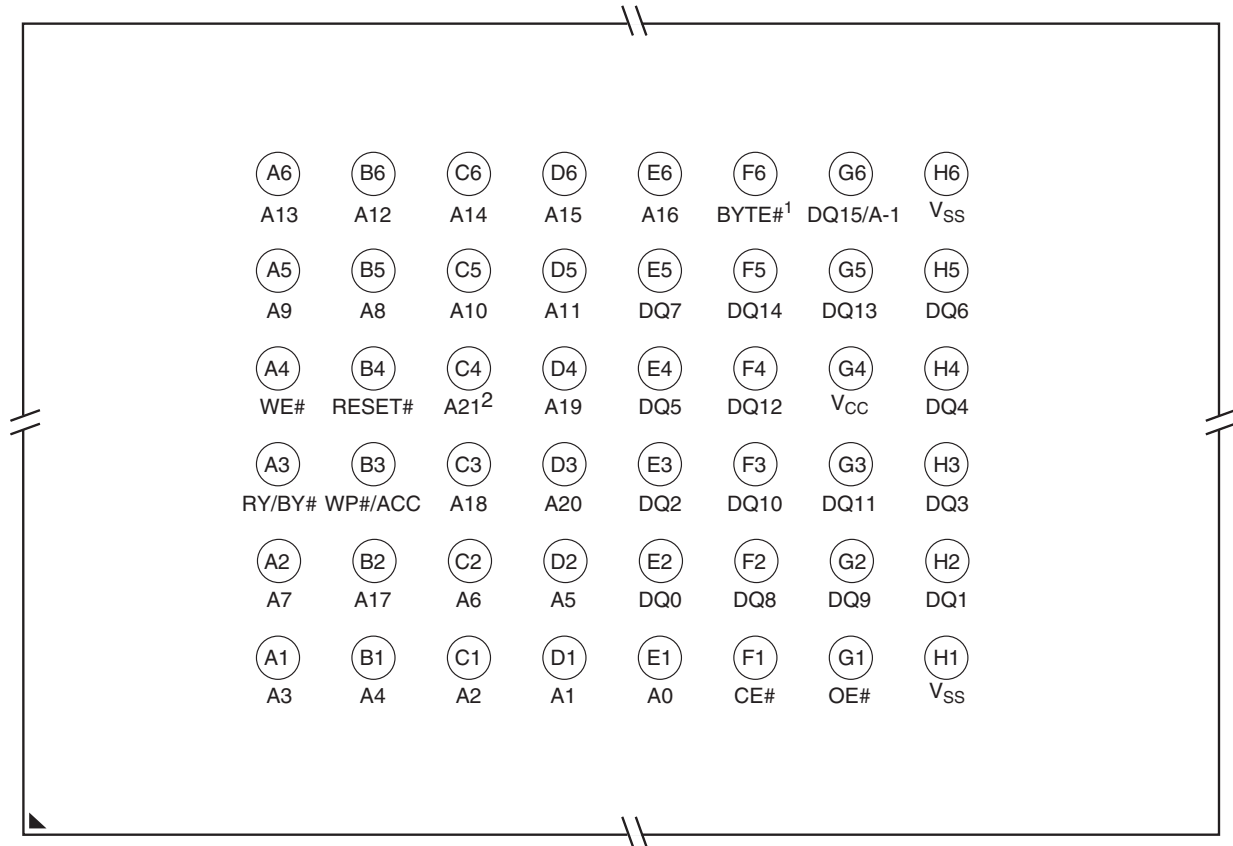 A6 B6 C6 D6 E6 F6 G6 H6
A13 A12 A14 A15 A16 BYTE#¹ DQ15/A-1 VSS
A5 B5 C5 D5 E5 F5 G5 H5
A9 A8 A10 A11 DQ7 DQ14 DQ13 DQ6
A4 B4 C4 D4 E4 F4 G4 H4
WE# RESET# A21² A19 DQ5 DQ12 VCC DQ4
A3 B3 C3 D3 E3 F3 G3 H3
RY/BY# WP#/ACC A18 A20 DQ2 DQ10 DQ11 DQ3
A2 B2 C2 D2 E2 F2 G2 H2
A7 A17 A6 A5 DQ0 DQ8 DQ9 DQ1
A1 B1 C1 D1 E1 F1 G1 H1
A3 A4 A2 A1 A0 CE# OE# VSS